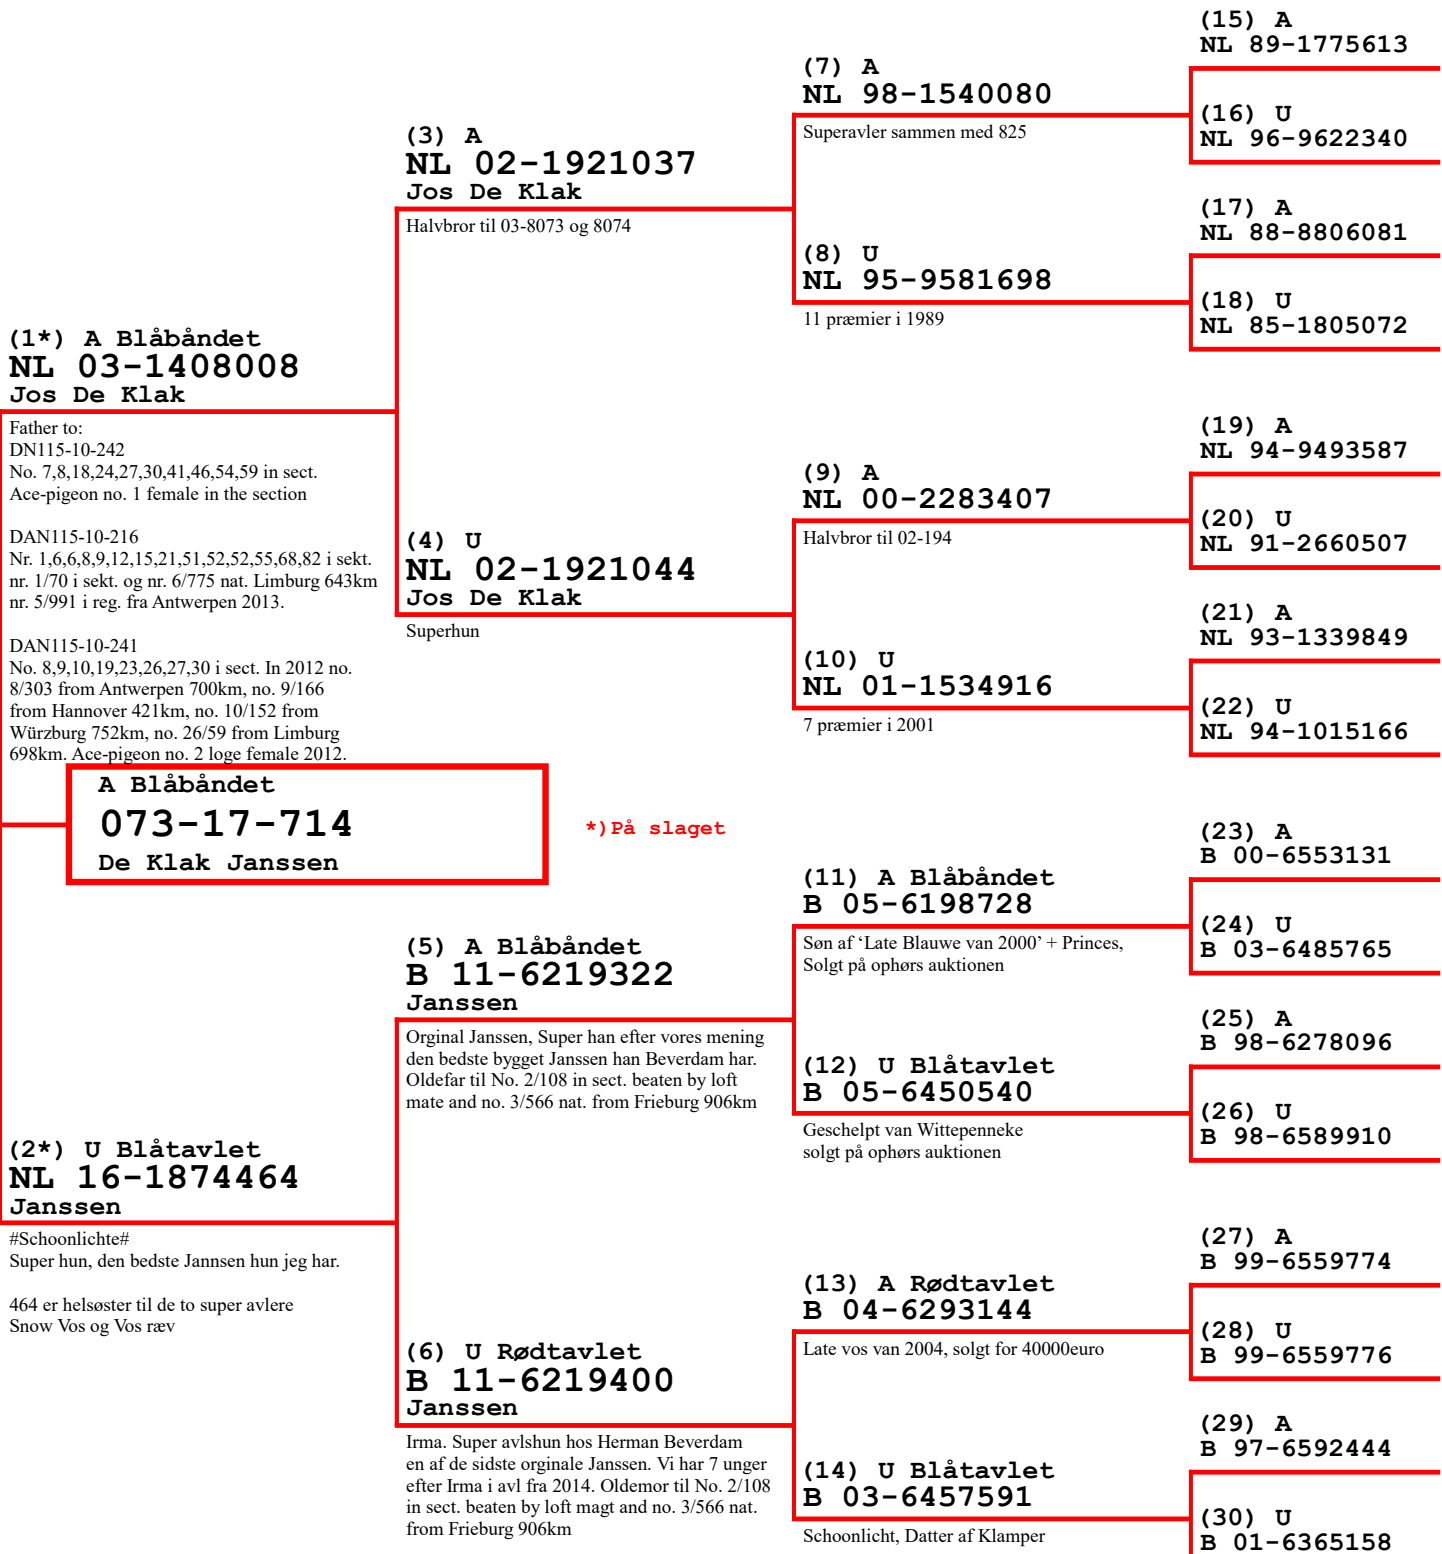 (1*) A Blåbåndet
NL 03-1408008
Jos De Klak
Father to:
DN115-10-242
No. 7,8,18,24,27,30,41,46,54,59 in sect.
Ace-pigeon no. 1 female in the section
DAN115-10-216
Nr. 1,6,6,8,9,12,15,21,51,52,52,55,68,82 i sekt.
nr. 1/70 i sekt. og nr. 6/775 nat. Limburg 643km
nr. 5/991 i reg. fra Antwerpen 2013.
DAN115-10-241
No. 8,9,10,19,23,26,27,30 i sect. In 2012 no.
8/303 from Antwerpen 700km, no. 9/166
from Hannover 421km, no. 10/152 from
Würzburg 752km, no. 26/59 from Limburg
698km. Ace-pigeon no. 2 loge female 2012.
A Blåbåndet
073-17-714
De Klak Janssen
*)På slaget
(2*) U Blåtavlet
NL 16-1874464
Janssen
#Schoonlichte#
Super hun, den bedste Jannsen hun jeg har.
464 er helsøster til de to super avlere
Snow Vos og Vos ræv
(3) A
NL 02-1921037
Jos De Klak
Halvbror til 03-8073 og 8074
(4) U
NL 02-1921044
Jos De Klak
Superhun
(5) A Blåbåndet
B 11-6219322
Janssen
Orginal Janssen, Super han efter vores mening
den bedste bygget Janssen han Beverdam har.
Oldefar til No. 2/108 in sect. beaten by loft
mate and no. 3/566 nat. from Frieburg 906km
(6) U Rødtavlet
B 11-6219400
Janssen
Irma. Super avlshun hos Herman Beverdam
en af de sidste orginale Janssen. Vi har 7 unger
efter Irma i avl fra 2014. Oldemor til No. 2/108
in sect. beaten by loft magt and no. 3/566 nat.
from Frieburg 906km
(7) A
NL 98-1540080
Superavler sammen med 825
(8) U
NL 95-9581698
11 præmier i 1989
(9) A
NL 00-2283407
Halvbror til 02-194
(10) U
NL 01-1534916
7 præmier i 2001
(11) A Blåbåndet
B 05-6198728
Søn af ‘Late Blauwe van 2000’ + Princes,
Solgt på ophørs auktionen
(12) U Blåtavlet
B 05-6450540
Geschelpt van Wittepenneke
solgt på ophørs auktionen
(13) A Rødtavlet
B 04-6293144
Late vos van 2004, solgt for 40000euro
(14) U Blåtavlet
B 03-6457591
Schoonlicht, Datter af Klamper
(15) A
NL 89-1775613
(16) U
NL 96-9622340
(17) A
NL 88-8806081
(18) U
NL 85-1805072
(19) A
NL 94-9493587
(20) U
NL 91-2660507
(21) A
NL 93-1339849
(22) U
NL 94-1015166
(23) A
B 00-6553131
(24) U
B 03-6485765
(25) A
B 98-6278096
(26) U
B 98-6589910
(27) A
B 99-6559774
(28) U
B 99-6559776
(29) A
B 97-6592444
(30) U
B 01-6365158